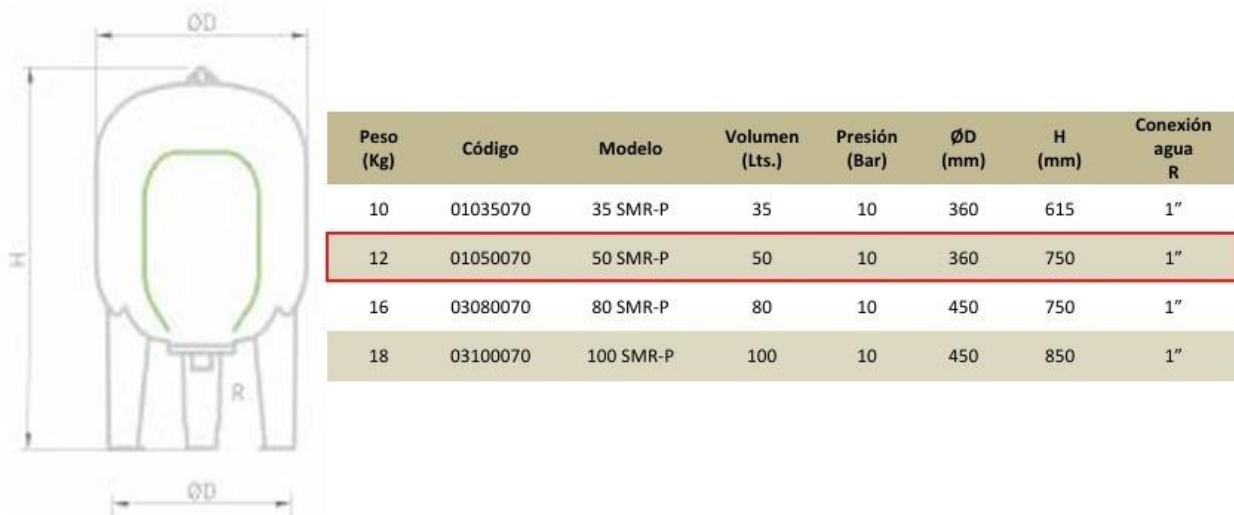 ØD
H
R
ØD
Peso (Kg) Código Modelo Volumen (Lts.) Presión (Bar) ØD (mm) H (mm) Conexión agua R
10 01035070 35 SMR-P 35 10 360 615 1”
12 01050070 50 SMR-P 50 10 360 750 1”
16 03080070 80 SMR-P 80 10 450 750 1”
18 03100070 100 SMR-P 100 10 450 850 1”